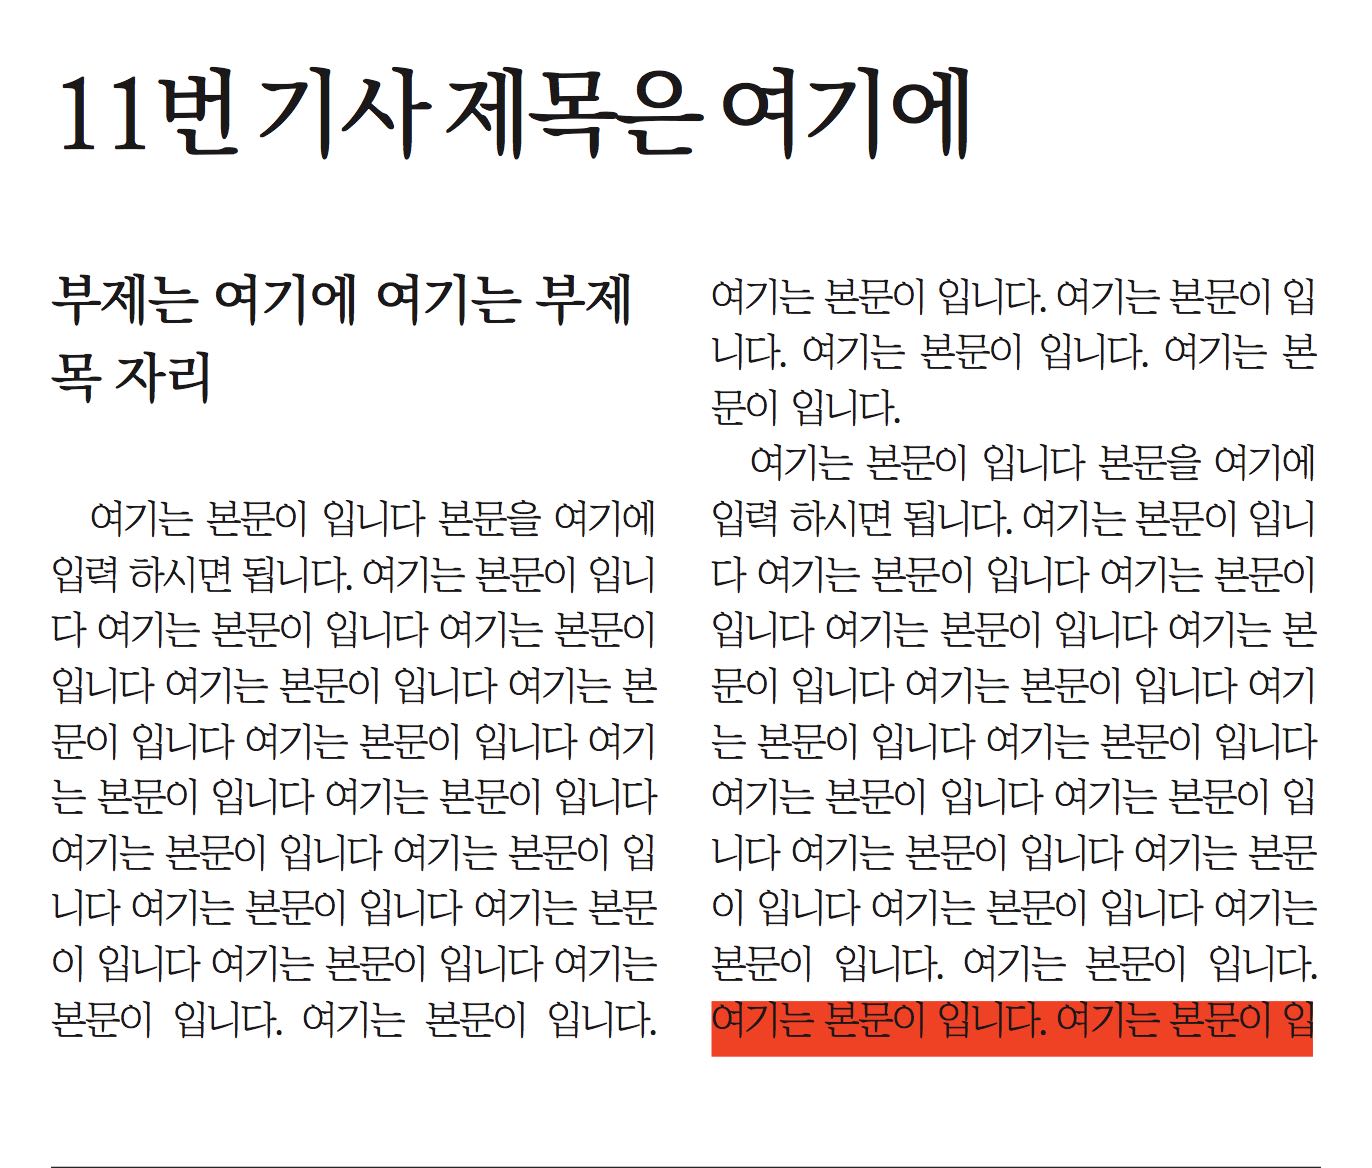 11번 기사 제목은 여기에
부제는 여기에 여기는 부제
목 자리
여기는 본문이 입니다 본문을 여기에
입력 하시면 됩니다. 여기는 본문이 입니
다 여기는 본문이 입니다 여기는 본문이
입니다 여기는 본문이 입니다 여기는 본
문이 입니다 여기는 본문이 입니다 여기
는 본문이 입니다 여기는 본문이 입니다
여기는 본문이 입니다 여기는 본문이 입
니다 여기는 본문이 입니다 여기는 본문
이 입니다 여기는 본문이 입니다 여기는
본문이 입니다. 여기는 본문이 입니다.
여기는 본문이 입니다. 여기는 본문이 입
니다. 여기는 본문이 입니다. 여기는 본
문이 입니다.
여기는 본문이 입니다 본문을 여기에
입력 하시면 됩니다. 여기는 본문이 입니
다 여기는 본문이 입니다 여기는 본문이
입니다 여기는 본문이 입니다 여기는 본
문이 입니다 여기는 본문이 입니다 여기
는 본문이 입니다 여기는 본문이 입니다
여기는 본문이 입니다 여기는 본문이 입
니다 여기는 본문이 입니다 여기는 본문
이 입니다 여기는 본문이 입니다 여기는
본문이 입니다. 여기는 본문이 입니다.
여기는 본문이 입니다. 여기는 본문이 입